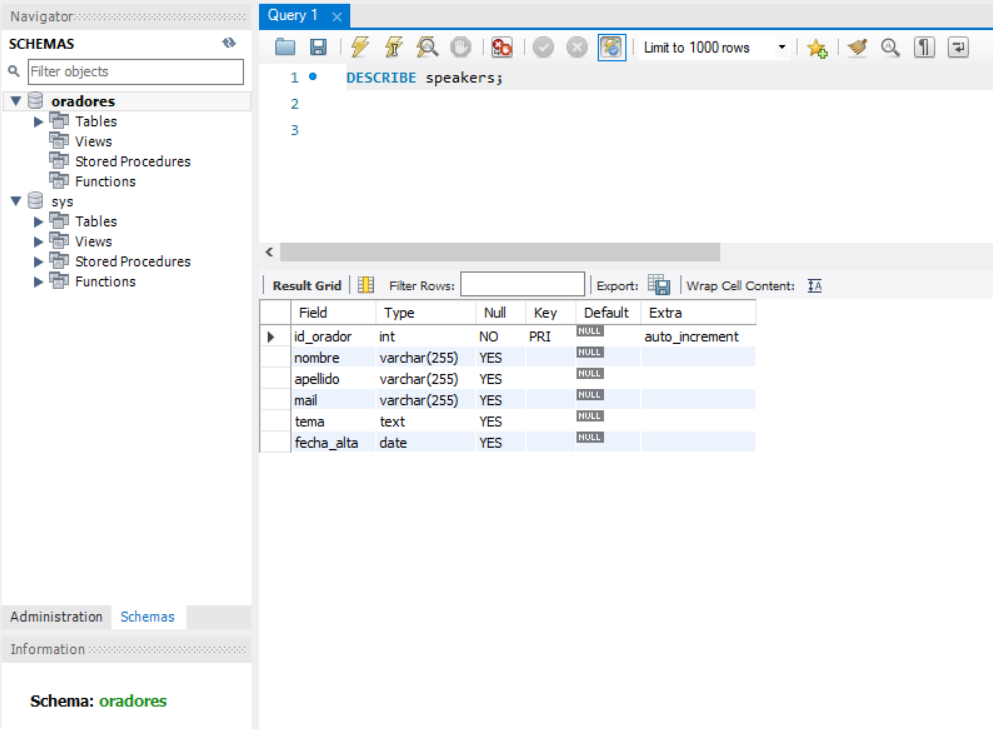 Navigator
SCHEMAS
Filter objects
oradores
Tables
Views
Stored Procedures
Functions
sys
Tables
Views
Stored Procedures
Functions
Administration Schemas
Information
Schema: oradores
Query 1
Limit to 1000 rows
1 DESCRIBE speakers;
2
3
Result Grid Filter Rows: Export: Wrap Cell Content:
Field Type Null Key Default Extra
id_orador int NO PRI NULL auto_increment
nombre varchar(255) YES NULL
apellido varchar(255) YES NULL
mail varchar(255) YES NULL
tema text YES NULL
fecha_alta date YES NULL